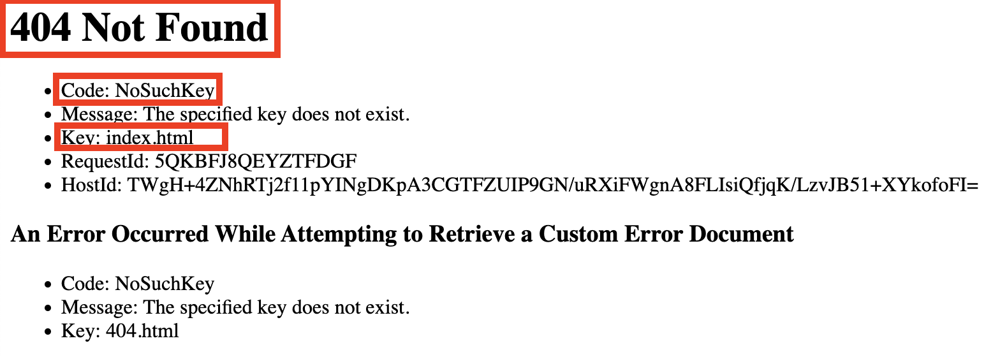 404 Not Found
Code: NoSuchKey
Message: The specified key does not exist.
Key: index.html
RequestId: 5QKBFJ8QEYZTFDGF
HostId: TWgH+4ZNhRTj2f11pYINgDKpA3CGTFZUIP9GN/uRXiFWgnA8FLIsiQfjqK/LzvJB51+XYkofoFI=
An Error Occurred While Attempting to Retrieve a Custom Error Document
Code: NoSuchKey
Message: The specified key does not exist.
Key: 404.html